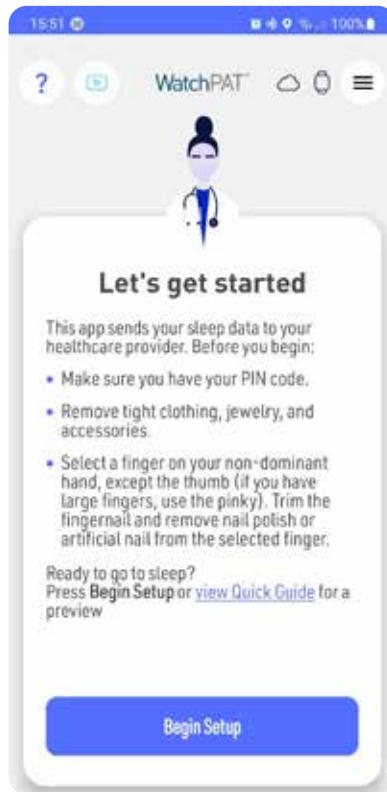 15:51
100%
?
WatchPAT™
Let's get started
This app sends your sleep data to your
healthcare provider. Before you begin:
• Make sure you have your PIN code.
• Remove tight clothing, jewelry, and
accessories.
• Select a finger on your non-dominant
hand, except the thumb (if you have
large fingers, use the pinky). Trim the
fingernail and remove nail polish or
artificial nail from the selected finger.
Ready to go to sleep?
Press Begin Setup or view Quick Guide for a
preview
Begin Setup